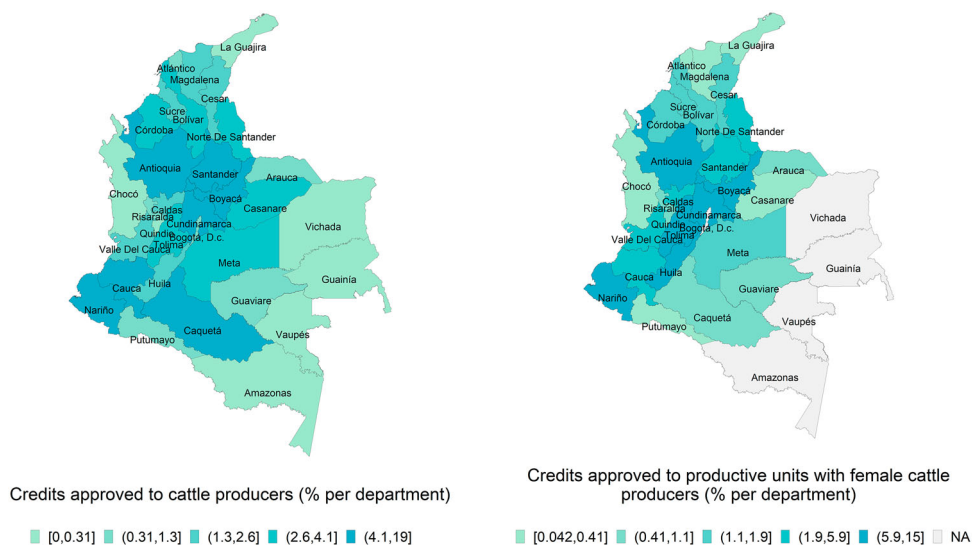 La Guajira
Atlántico
Magdalena
Cesar
Sucre
Bolívar
Córdoba
Norte De Santander
Antioquia
Santander
Arauca
Chocó
Boyacá
Caldas
Casanare
Risaralda
Cundinamarca
Vichada
Quindío
Bogotá, D.c.
Tolima
Valle Del Cauca
Meta
Guainía
Cauca
Huila
Guaviare
Nariño
Caquetá
Vaupés
Putumayo
Amazonas
Credits approved to cattle producers (% per department)
[0,0.31] (0.31,1.3] (1.3,2.6] (2.6,4.1] (4.1,19]
La Guajira
Atlántico
Magdalena
Cesar
Sucre
Bolívar
Córdoba
Norte De Santander
Antioquia
Santander
Arauca
Chocó
Boyacá
Caldas
Casanare
Risaralda
Cundinamarca
Vichada
Quindío
Bogotá, D.c.
Tolima
Valle Del Cauca
Meta
Guainía
Cauca
Huila
Guaviare
Nariño
Caquetá
Vaupés
Putumayo
Amazonas
Credits approved to productive units with female cattle
producers (% per department)
[0.042,0.41] (0.41,1.1] (1.1,1.9] (1.9,5.9] (5.9,15] NA